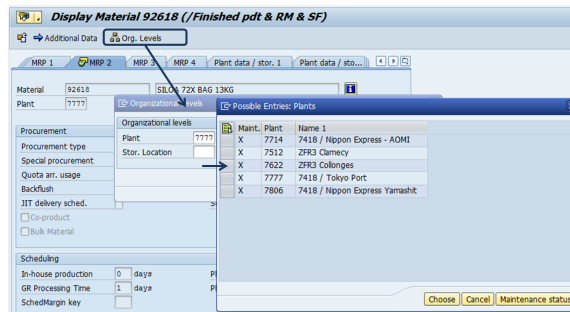 Display Material 92618 (/Finished pdt & RM & SF)
Additional Data
Org. Levels
MRP 1
MRP 2
MRP 3
MRP 4
Plant data / stor. 1
Plant data / sto...
Material 92618 SILOA 72X BAG 13KG
Plant 7777
Organizational levels
Organizational levels
Plant 7777
Stor. Location
Possible Entries: Plants
Maint. Plant Name 1
X 7714 7418 / Nippon Express - AOMI
X 7512 ZFR3 Clamecy
X 7622 ZFR3 Collonges
X 7777 7418 / Tokyo Port
X 7806 7418 / Nippon Express Yamashit
Procurement
Procurement type
Special procurement
Quota arr. usage
Backflush
JIT delivery sched.
Co-product
Bulk Material
Scheduling
In-house production 0 days
GR Processing Time 1 days
SchedMargin key
Choose Cancel Maintenance status